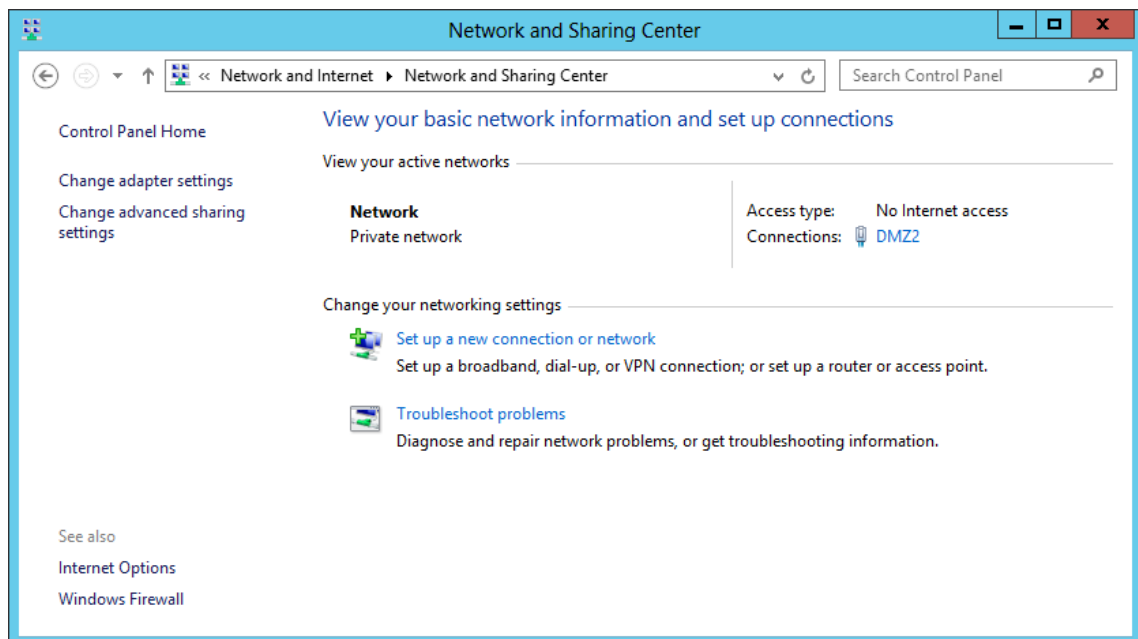 Network and Sharing Center
« Network and Internet ▸ Network and Sharing Center
Search Control Panel
Control Panel Home
Change adapter settings
Change advanced sharing
settings
View your basic network information and set up connections
View your active networks
Network
Private network
Access type: No Internet access
Connections: DMZ2
Change your networking settings
Set up a new connection or network
Set up a broadband, dial-up, or VPN connection; or set up a router or access point.
Troubleshoot problems
Diagnose and repair network problems, or get troubleshooting information.
See also
Internet Options
Windows Firewall